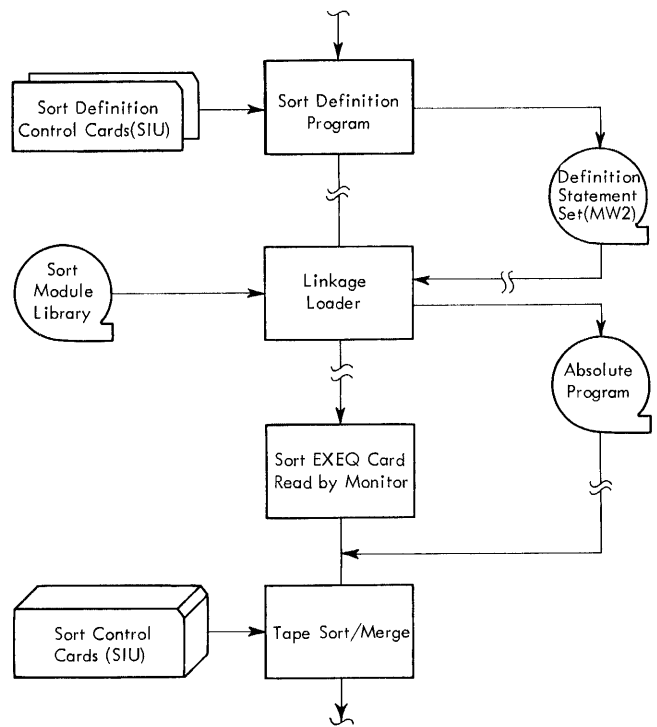 Sort Definition
Control Cards(SIU)
Sort Definition
Program
Definition
Statement
Set(MW2)
Sort
Module
Library
Linkage
Loader
Absolute
Program
Sort EXEQ Card
Read by Monitor
Sort Control
Cards (SIU)
Tape Sort/Merge